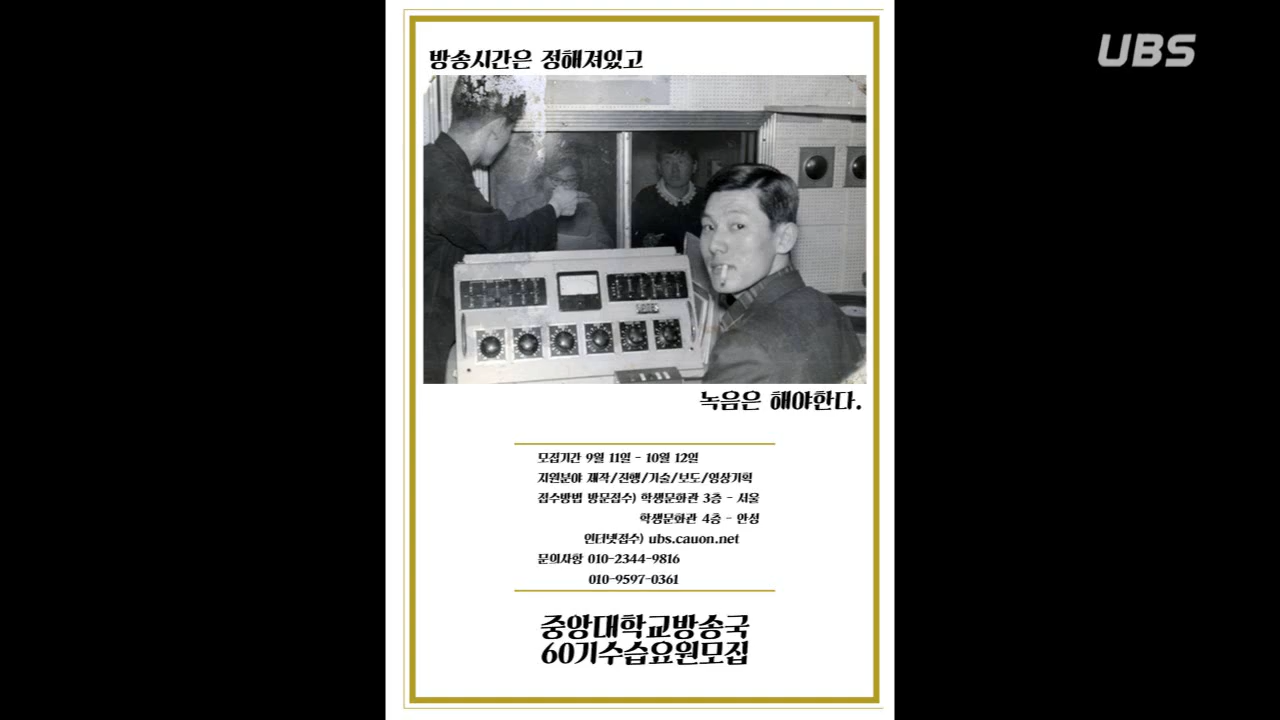 UBS
방송시간은 정해져있고
녹음은 해야한다.
모집기간 9월 11일 - 10월 12일
지원분야 제작/진행/기술/보도/영상기획
접수방법 방문접수) 학생문화관 3층 - 서울
학생문화관 4층 - 안성
인터넷접수) ubs.cauon.net
문의사항 010-2344-9816
010-9597-0361
중앙대학교방송국
60기수습요원모집